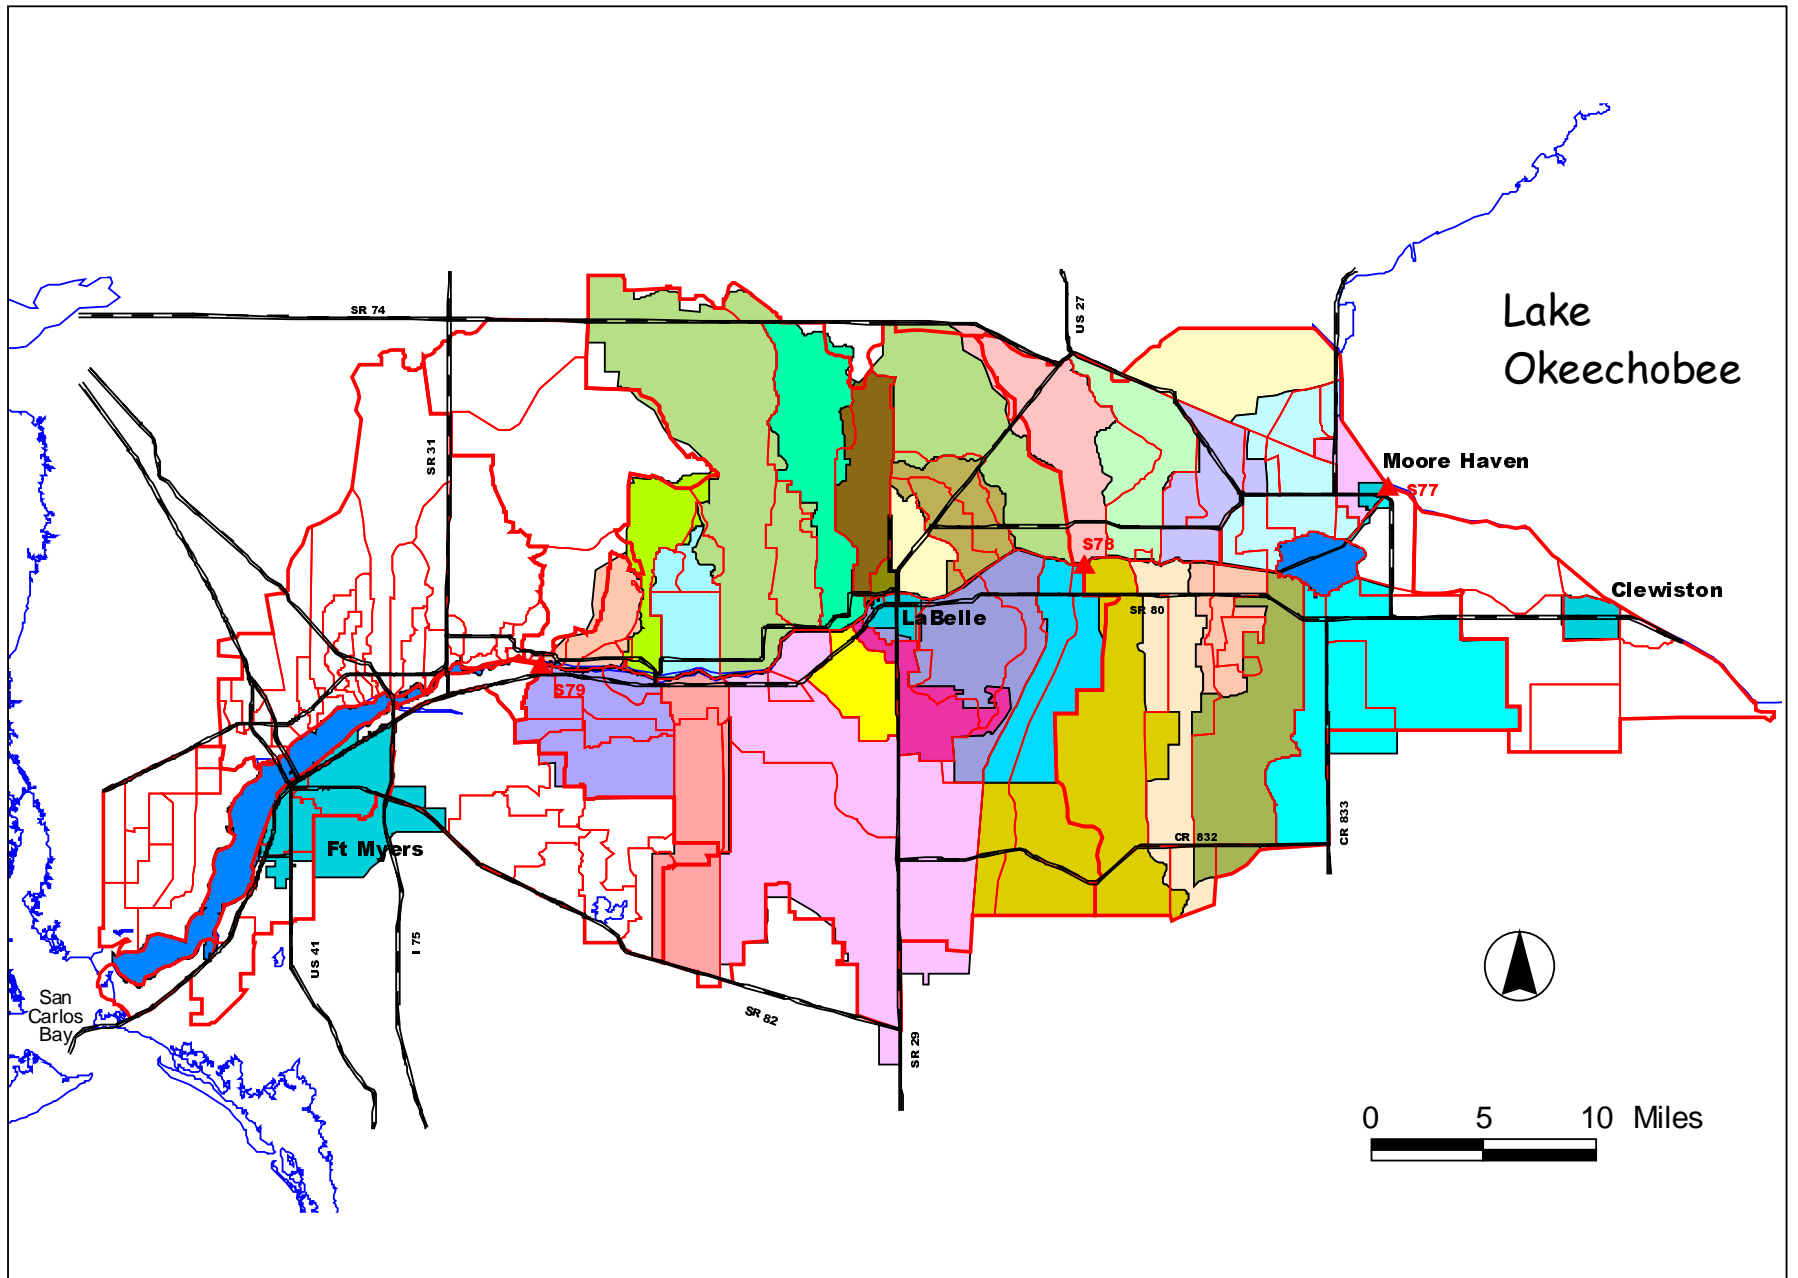 SR 74
US 27
Lake
Okeechobee
SR 31
Moore Haven
S77
S78
Clewiston
SR 80
LaBelle
S79
CR 833
CR 832
Ft Myers
US 41
I 75
San
Carlos
Bay
SR 82
SR 29
0 5 10 Miles